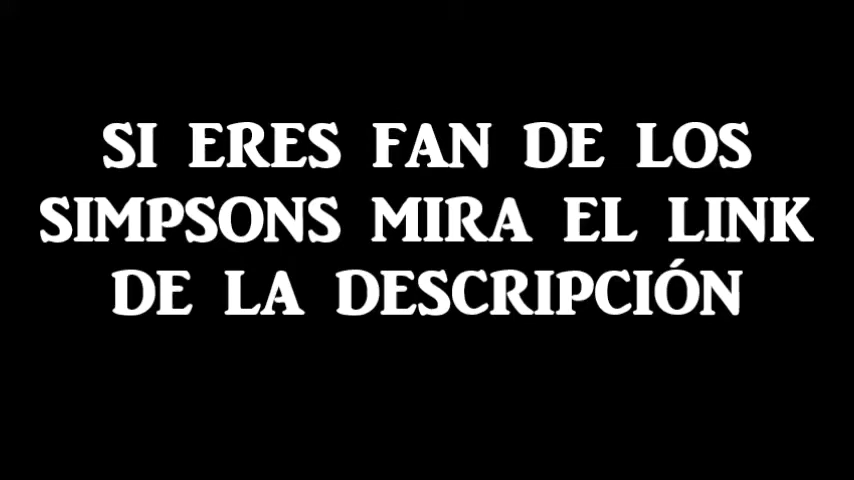 SI ERES FAN DE LOS
SIMPSONS MIRA EL LINK
DE LA DESCRIPCIÓN